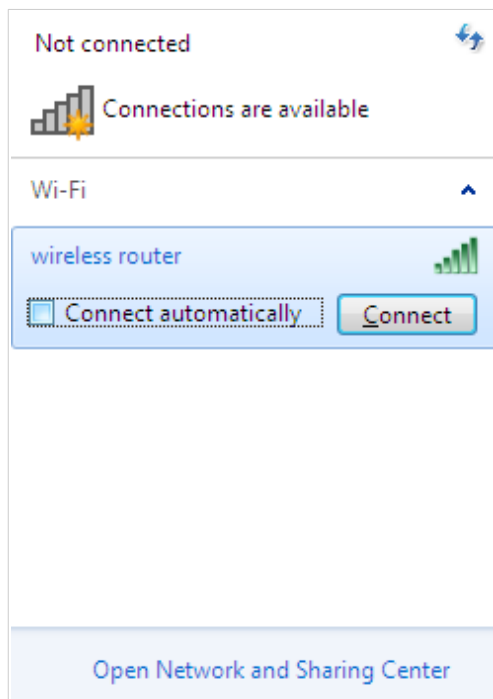 Not connected
Connections are available
Wi-Fi
wireless router
Connect automatically
Connect
Open Network and Sharing Center